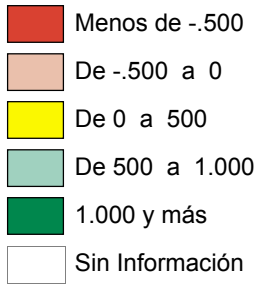 Menos de -.500
De -.500 a 0
De 0 a 500
De 500 a 1.000
1.000 y más
Sin Información